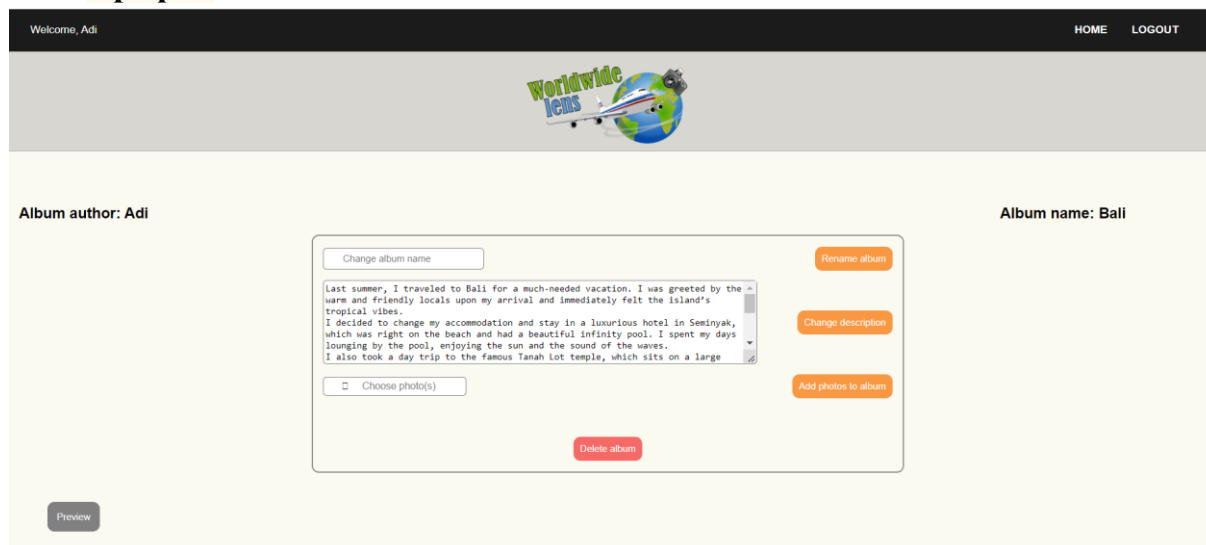 Welcome, Adi
HOME LOGOUT
Worldwide
lens
Album author: Adi
Album name: Bali
Change album name
Rename album
Last summer, I traveled to Bali for a much-needed vacation. I was greeted by the
warm and friendly locals upon my arrival and immediately felt the island's
tropical vibes.
I decided to change my accommodation and stay in a luxurious hotel in Seminyak,
which was right on the beach and had a beautiful infinity pool. I spent my days
lounging by the pool, enjoying the sun and the sound of the waves.
I also took a day trip to the famous Tanah Lot temple, which sits on a large
Change description
Choose photo(s)
Add photos to album
Delete album
Preview